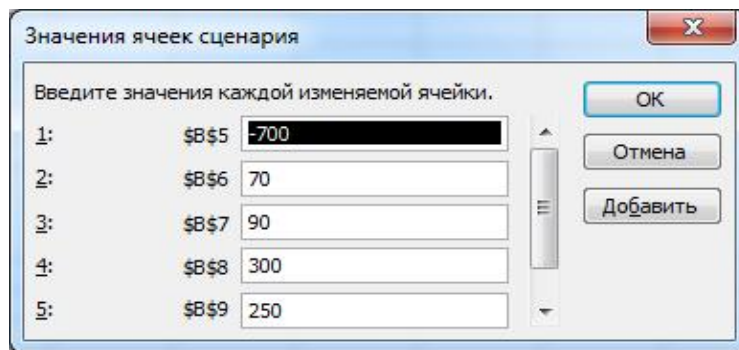 Значения ячеек сценария
Введите значения каждой изменяемой ячейки.
1: $B$5 -700
2: $B$6 70
3: $B$7 90
4: $B$8 300
5: $B$9 250
ОК
Отмена
Добавить